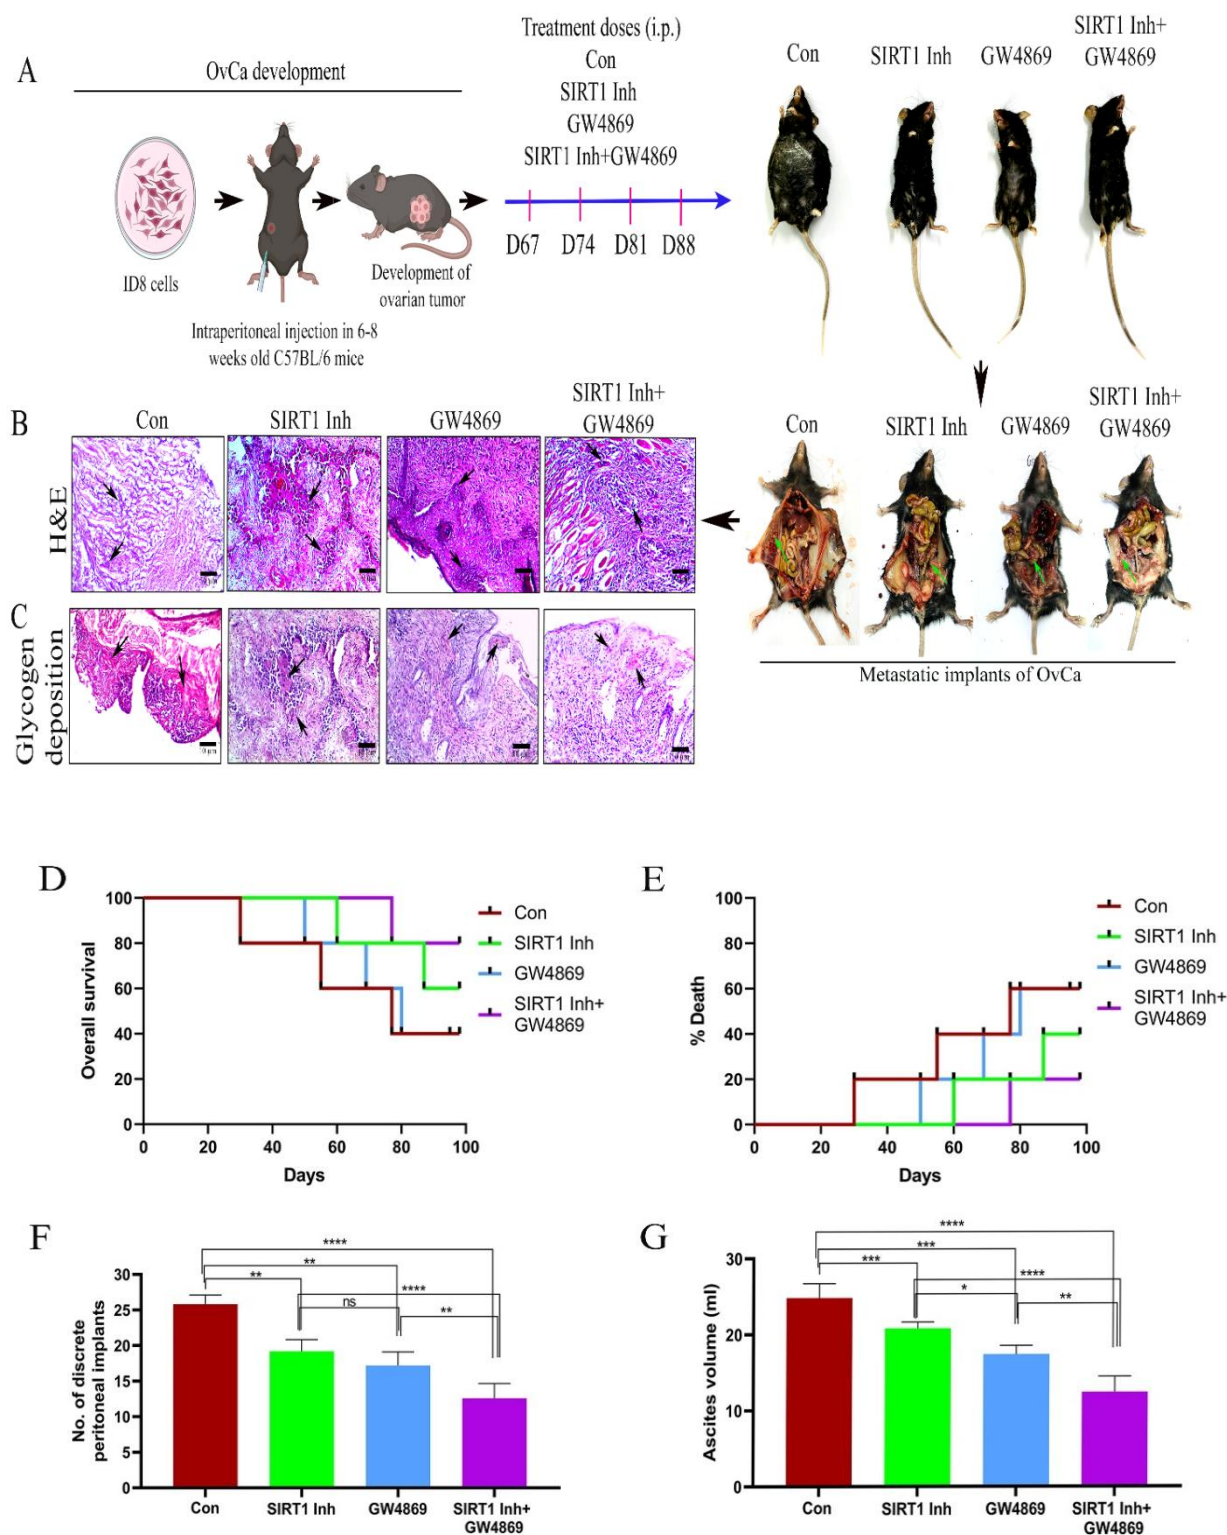 A
OvCa development
ID8 cells
Intraperitoneal injection in 6-8
weeks old C57BL/6 mice
Development of
ovarian tumor
Treatment doses (i.p.)
Con
SIRT1 Inh
GW4869
SIRT1 Inh+GW4869
D67 D74 D81 D88
Con SIRT1 Inh GW4869 SIRT1 Inh+
GW4869
Con SIRT1 Inh GW4869 SIRT1 Inh+
GW4869
Metastatic implants of OvCa
B
Con SIRT1 Inh GW4869 SIRT1 Inh+
GW4869
H&E
C
Glycogen
deposition
D
Overall survival
100
80
60
40
20
0
0 20 40 60 80 100
Days
Con
SIRT1 Inh
GW4869
SIRT1 Inh+
GW4869
E
% Death
100
80
60
40
20
0
0 20 40 60 80 100
Days
Con
SIRT1 Inh
GW4869
SIRT1 Inh+
GW4869
F
No. of discrete
peritoneal implants
30
25
20
15
10
5
0
****
**
** ****
ns **
Con SIRT1 Inh GW4869 SIRT1 Inh+
GW4869
G
Ascites volume (ml)
30
20
10
0
****
***
*** ****
* **
Con SIRT1 Inh GW4869 SIRT1 Inh+
GW4869